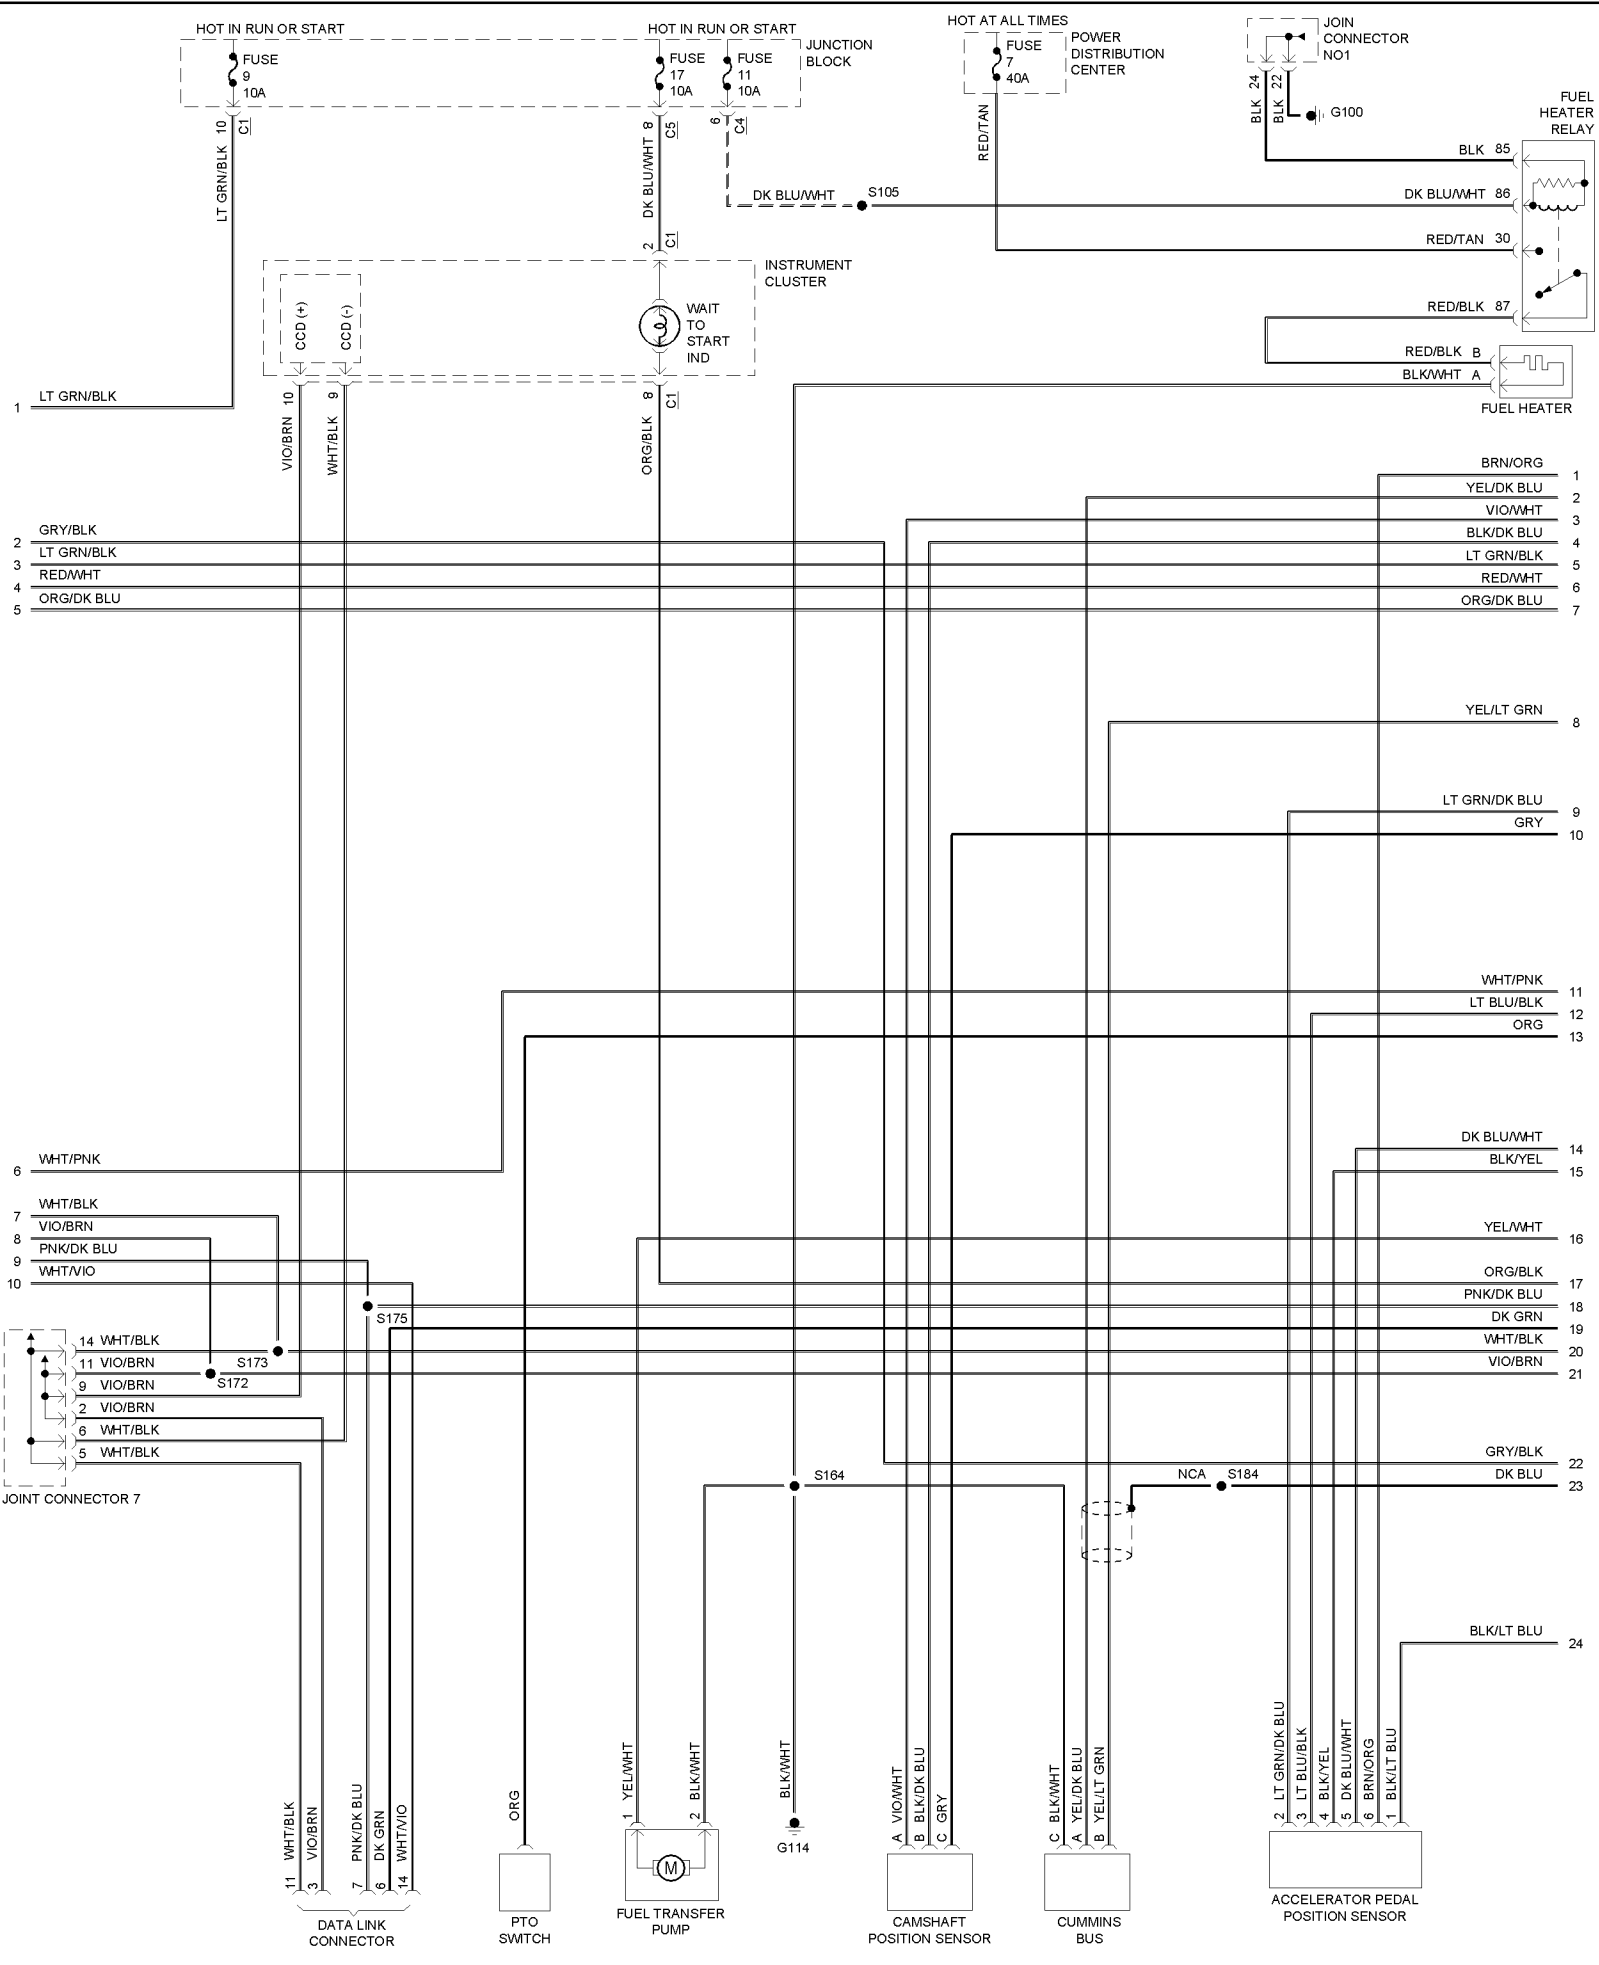 HOT IN RUN OR START
HOT IN RUN OR START
HOT AT ALL TIMES
FUSE
9
10A
FUSE
17
10A
FUSE
11
10A
JUNCTION
BLOCK
FUSE
7
40A
POWER
DISTRIBUTION
CENTER
JOIN
CONNECTOR
NO1
10
C1
8
C5
6
C4
24
22
BLK
BLK
G100
FUEL
HEATER
RELAY
LT GRN/BLK
DK BLU/WHT
RED/TAN
BLK 85
DK BLU/WHT
S105
DK BLU/WHT 86
RED/TAN 30
RED/BLK 87
2
C1
INSTRUMENT
CLUSTER
CCD (+)
CCD (-)
WAIT
TO
START
IND
RED/BLK B
BLK/WHT A
FUEL HEATER
1
LT GRN/BLK
10
9
8
C1
VIO/BRN
WHT/BLK
ORG/BLK
BRN/ORG
1
YEL/DK BLU
2
VIO/WHT
3
2
GRY/BLK
BLK/DK BLU
4
3
LT GRN/BLK
LT GRN/BLK
5
4
RED/WHT
RED/WHT
6
5
ORG/DK BLU
ORG/DK BLU
7
YEL/LT GRN
8
LT GRN/DK BLU
9
GRY
10
WHT/PNK
11
LT BLU/BLK
12
ORG
13
6
WHT/PNK
DK BLU/WHT
14
BLK/YEL
15
7
WHT/BLK
8
VIO/BRN
YEL/WHT
16
9
PNK/DK BLU
10
WHT/VIO
ORG/BLK
17
S175
PNK/DK BLU
18
DK GRN
19
14 WHT/BLK
S173
WHT/BLK
20
11 VIO/BRN
S172
VIO/BRN
21
9 VIO/BRN
2 VIO/BRN
6 WHT/BLK
5 WHT/BLK
JOINT CONNECTOR 7
GRY/BLK
22
S164
NCA
S184
DK BLU
23
BLK/LT BLU
24
11 WHT/BLK
3 VIO/BRN
7 PNK/DK BLU
6 DK GRN
14 WHT/VIO
ORG
1 YEL/WHT
2 BLK/WHT
BLK/WHT
G114
A VIO/WHT
B BLK/DK BLU
C GRY
C BLK/WHT
A YEL/DK BLU
B YEL/LT GRN
2 LT GRN/DK BLU
3 LT BLU/BLK
4 BLK/YEL
5 DK BLU/WHT
6 BRN/ORG
1 BLK/LT BLU
M
DATA LINK
CONNECTOR
PTO
SWITCH
FUEL TRANSFER
PUMP
CAMSHAFT
POSITION SENSOR
CUMMINS
BUS
ACCELERATOR PEDAL
POSITION SENSOR